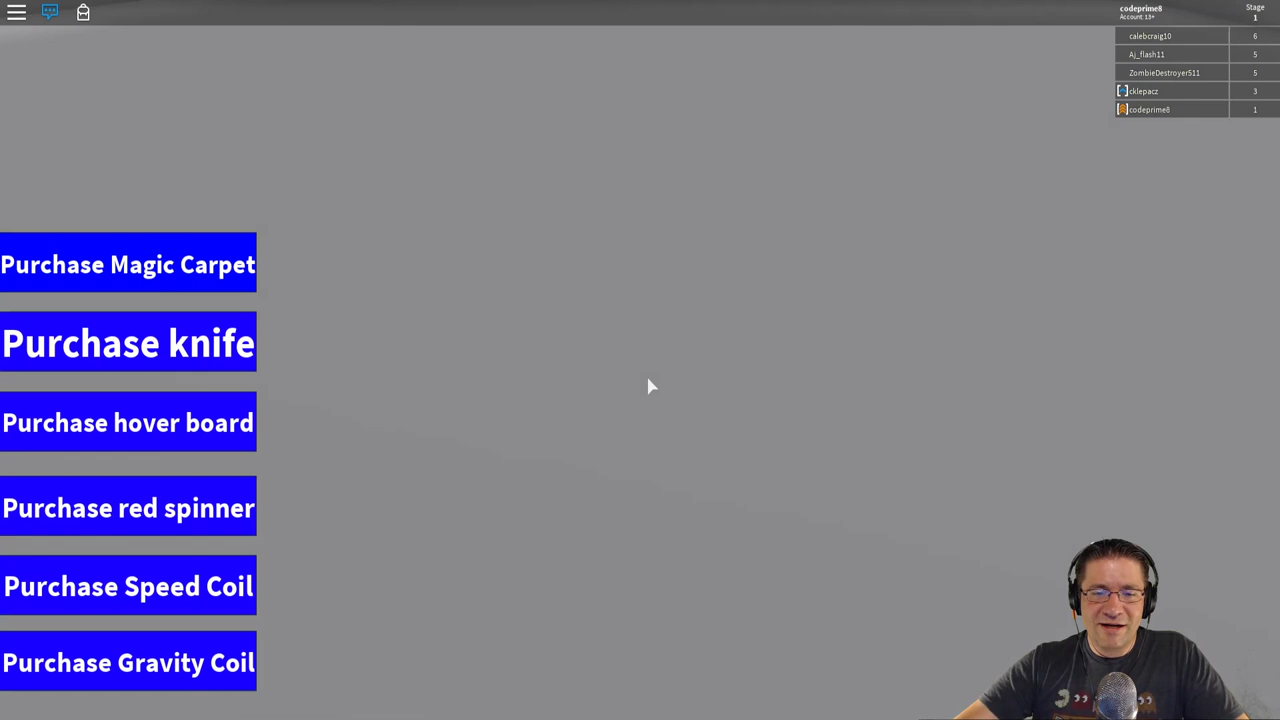 codeprime8
Account: 13+
Stage
1
calebcraig10 6
Aj_flash11 5
ZombieDestroyer511 5
cklepacz 3
codeprime8 1
Purchase Magic Carpet
Purchase knife
Purchase hover board
Purchase red spinner
Purchase Speed Coil
Purchase Gravity Coil